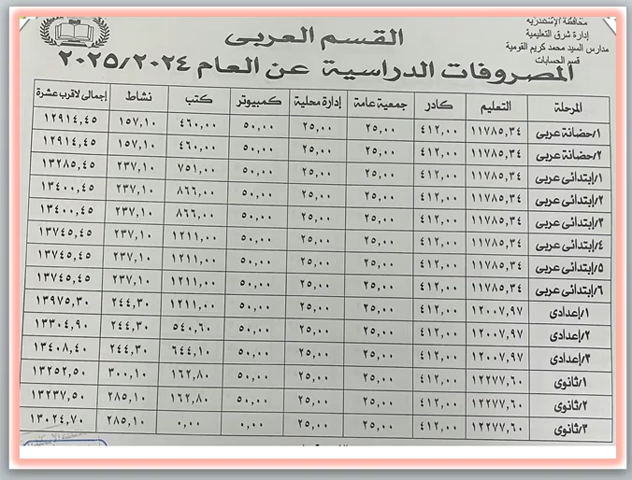 محافظة الإسكندرية
إدارة شرق التعليمية
مدارس السيد محمد كريم القومية
قسم الحسابات
القسم العربى
المصروفات الدراسية عن العام ٢٠٢٥/٢٠٢٤
المرحلة التعليم كادر جمعية عامة إدارة محلية كمبيوتر كتب نشاط إجمالى لاقرب عشرة
١/حضانة عربى ١١٧٨٥,٣٤ ٤١٢,٠٠ ٢٥,٠٠ ٢٥,٠٠ ٥٠,٠٠ ٤٦٠,٠٠ ١٥٧,١٠ ١٢٩١٤,٤٥
٢/حضانة عربى ١١٧٨٥,٣٤ ٤١٢,٠٠ ٢٥,٠٠ ٢٥,٠٠ ٥٠,٠٠ ٤٦٠,٠٠ ١٥٧,١٠ ١٢٩١٤,٤٥
١/إبتدائى عربى ١١٧٨٥,٣٤ ٤١٢,٠٠ ٢٥,٠٠ ٢٥,٠٠ ٥٠,٠٠ ٧٥١,٠٠ ٢٣٧,١٠ ١٣٢٨٥,٤٥
٢/إبتدائى عربى ١١٧٨٥,٣٤ ٤١٢,٠٠ ٢٥,٠٠ ٢٥,٠٠ ٥٠,٠٠ ٨٦٦,٠٠ ٢٣٧,١٠ ١٣٤٠٠,٤٥
٣/إبتدائى عربى ١١٧٨٥,٣٤ ٤١٢,٠٠ ٢٥,٠٠ ٢٥,٠٠ ٥٠,٠٠ ٨٦٦,٠٠ ٢٣٧,١٠ ١٣٤٠٠,٤٥
٤/إبتدائى عربى ١١٧٨٥,٣٤ ٤١٢,٠٠ ٢٥,٠٠ ٢٥,٠٠ ٥٠,٠٠ ١٢١١,٠٠ ٢٣٧,١٠ ١٣٧٤٥,٤٥
٥/إبتدائى عربى ١١٧٨٥,٣٤ ٤١٢,٠٠ ٢٥,٠٠ ٢٥,٠٠ ٥٠,٠٠ ١٢١١,٠٠ ٢٣٧,١٠ ١٣٧٤٥,٤٥
٦/إبتدائى عربى ١١٧٨٥,٣٤ ٤١٢,٠٠ ٢٥,٠٠ ٢٥,٠٠ ٥٠,٠٠ ١٢١١,٠٠ ٢٣٧,١٠ ١٣٧٤٥,٤٥
١/إعدادى ١٢٠٠٧,٩٧ ٤١٢,٠٠ ٢٥,٠٠ ٢٥,٠٠ ٥٠,٠٠ ١٢١١,٠٠ ٢٤٤,٣٠ ١٣٩٧٥,٣٠
٢/إعدادى ١٢٠٠٧,٩٧ ٤١٢,٠٠ ٢٥,٠٠ ٢٥,٠٠ ٥٠,٠٠ ٥٤٠,٦٠ ٢٤٤,٣٠ ١٣٣٠٤,٩٠
٣/إعدادى ١٢٠٠٧,٩٧ ٤١٢,٠٠ ٢٥,٠٠ ٢٥,٠٠ ٥٠,٠٠ ٦٤٤,١٠ ٢٤٤,٣٠ ١٣٤٠٨,٤٠
١/ثانوى ١٢٢٧٧,٦٠ ٤١٢,٠٠ ٢٥,٠٠ ٢٥,٠٠ ٥٠,٠٠ ١٦٢,٨٠ ٣٠٠,١٠ ١٣٢٥٢,٥٠
٢/ثانوى ١٢٢٧٧,٦٠ ٤١٢,٠٠ ٢٥,٠٠ ٢٥,٠٠ ٥٠,٠٠ ١٦٢,٨٠ ٢٨٥,١٠ ١٣٢٣٧,٥٠
٣/ثانوى ١٢٢٧٧,٦٠ ٤١٢,٠٠ ٢٥,٠٠ ٢٥,٠٠ ٠,٠٠ ٠,٠٠ ٢٨٥,١٠ ١٣٠٢٤,٧٠